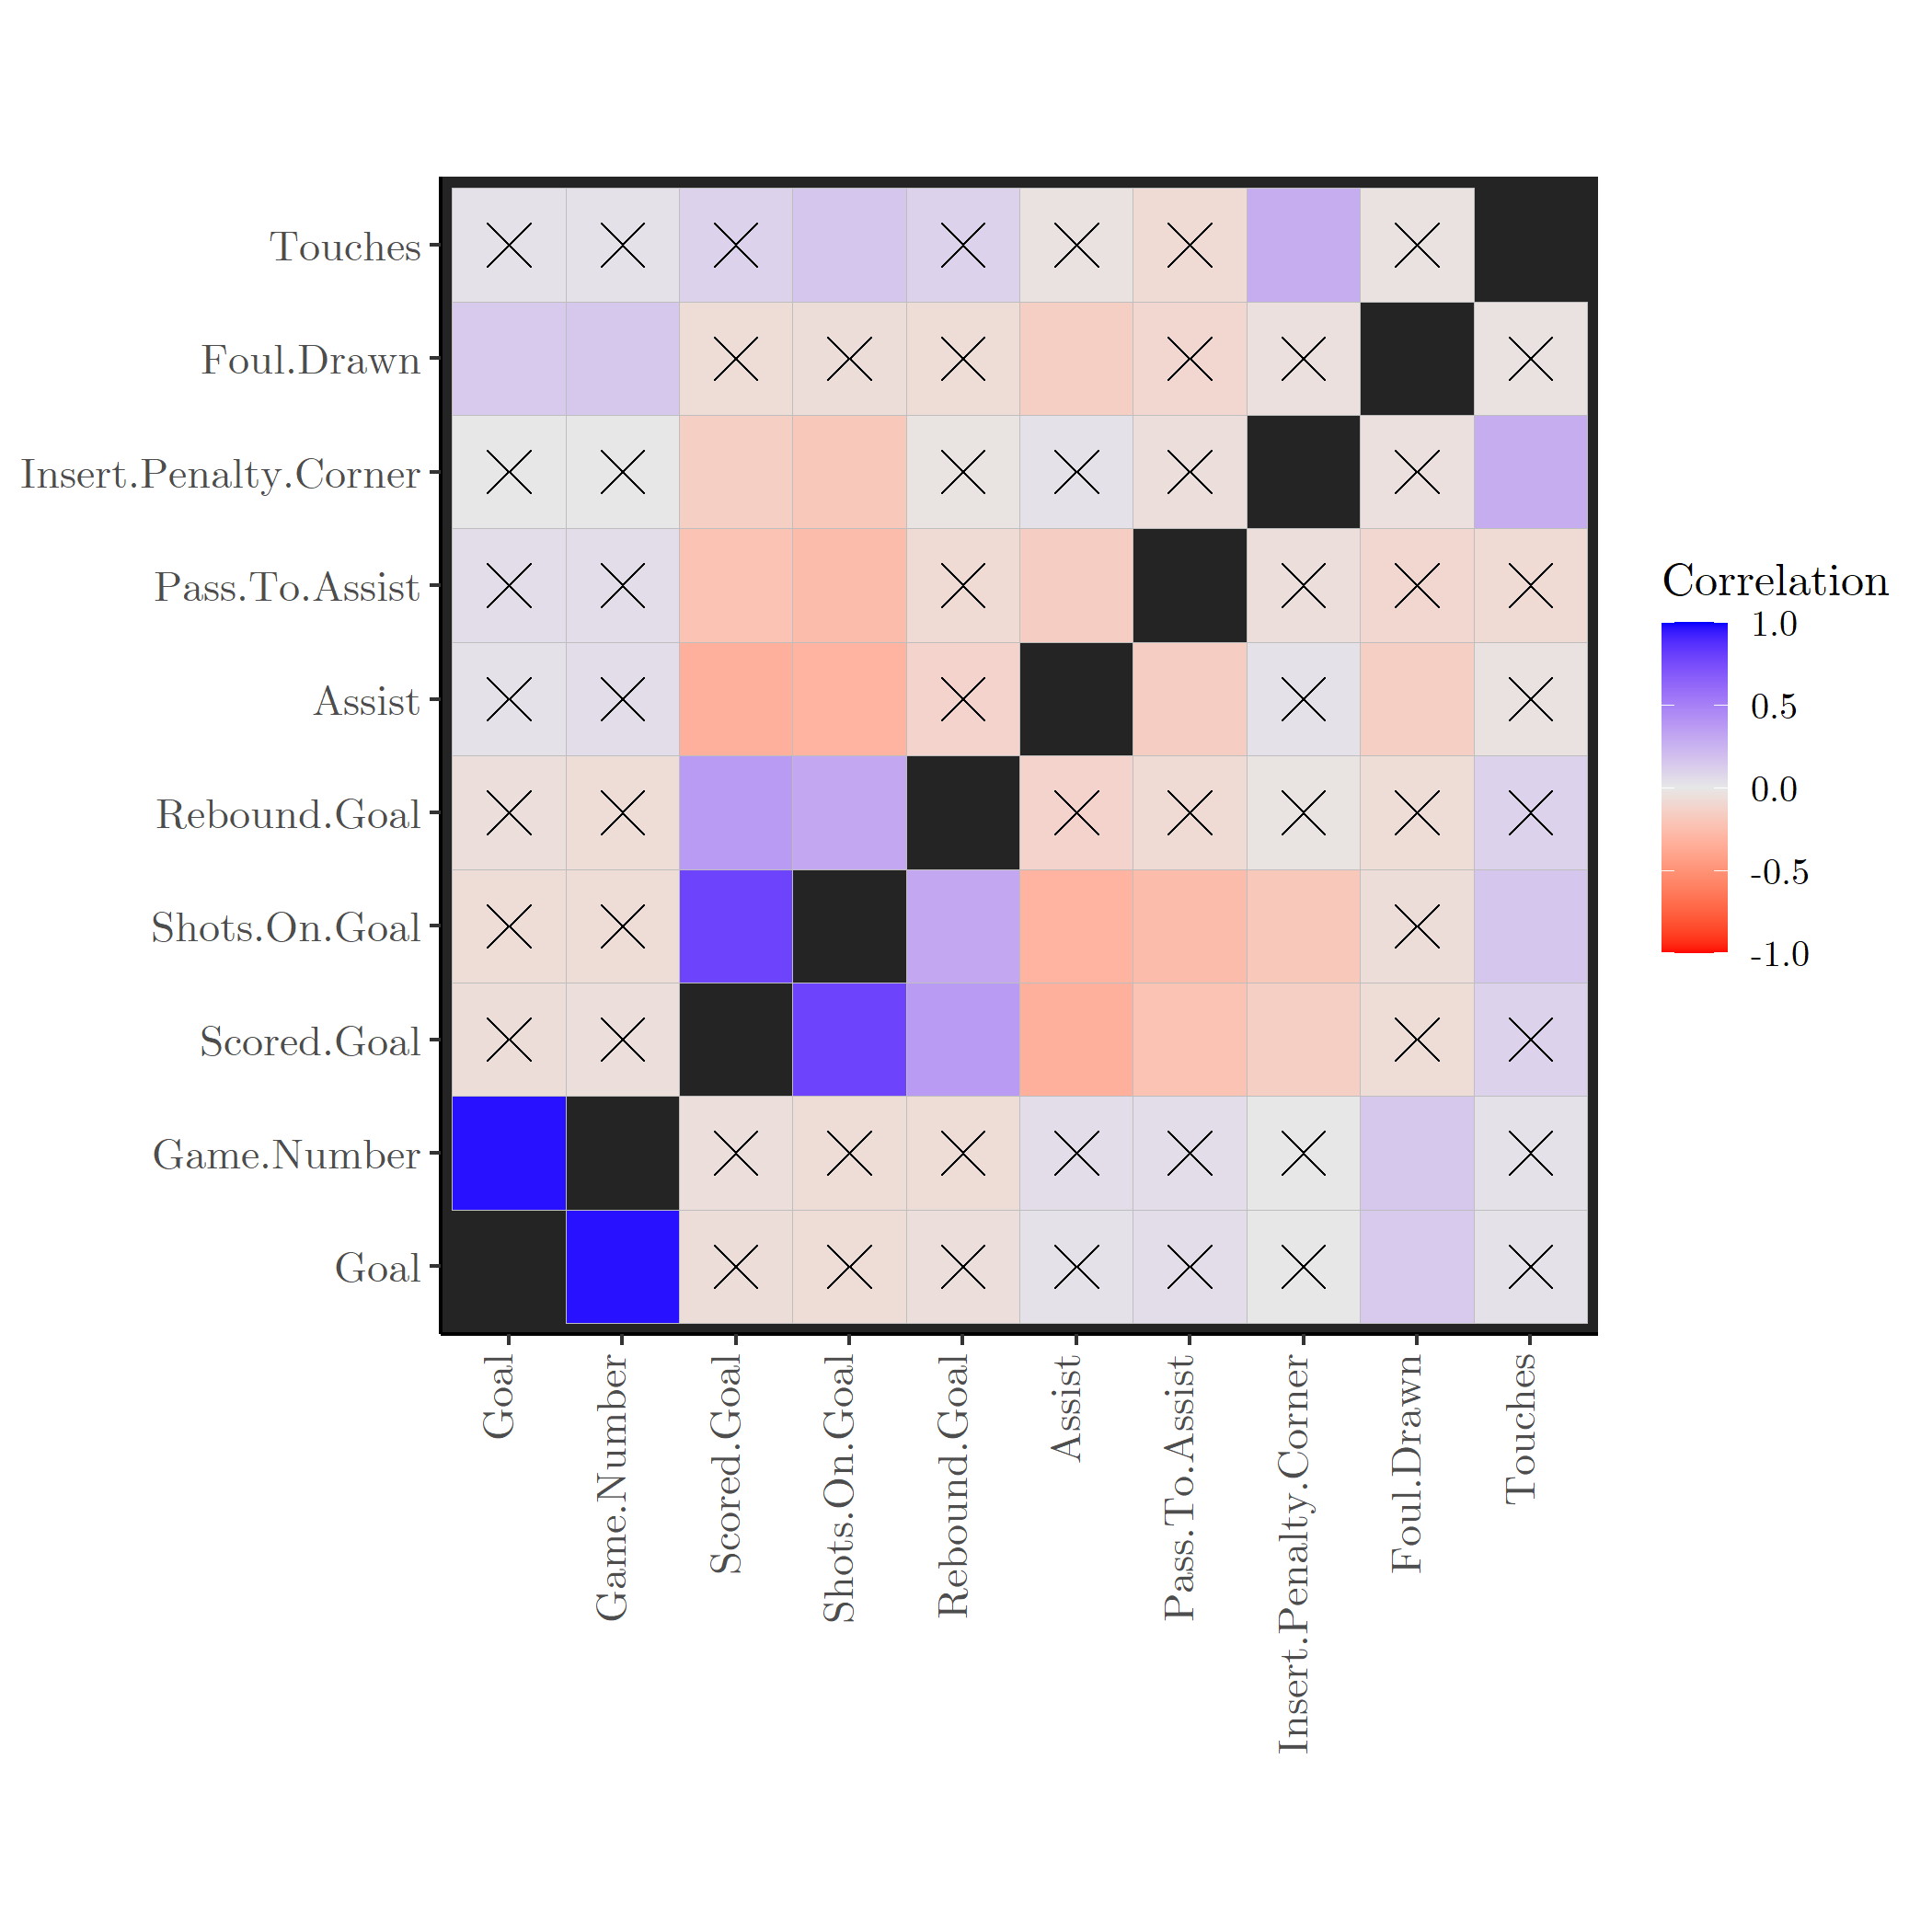 Touches
Foul.Drawn
Insert.Penalty.Corner
Pass.To.Assist
Assist
Rebound.Goal
Shots.On.Goal
Scored.Goal
Game.Number
Goal
Goal
Game.Number
Scored.Goal
Shots.On.Goal
Rebound.Goal
Assist
Pass.To.Assist
Insert.Penalty.Corner
Foul.Drawn
Touches
Correlation
1.0
0.5
0.0
-0.5
-1.0